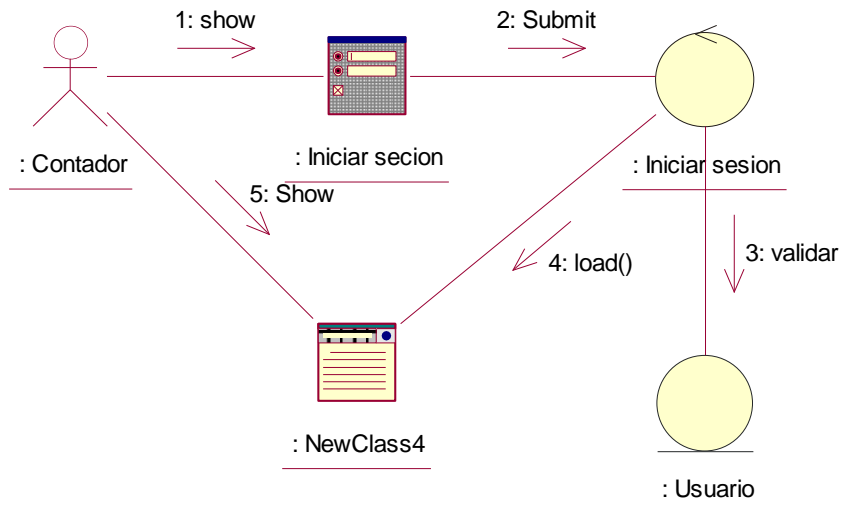 1: show
2: Submit
: Contador
: Iniciar secion
: Iniciar sesion
5: Show
3: validar
4: load()
: NewClass4
: Usuario